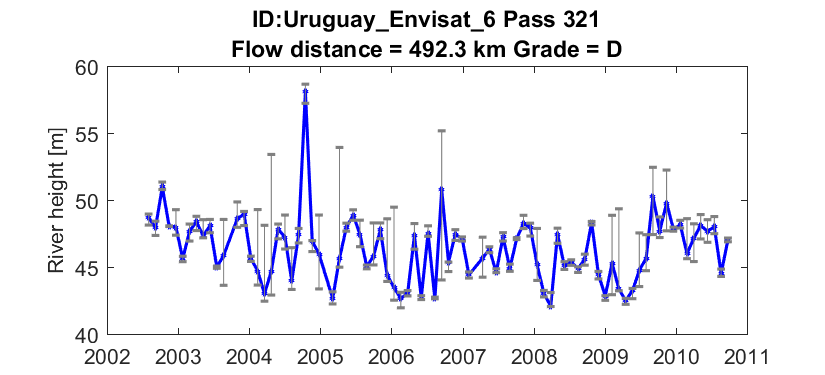 ID:Uruguay_Envisat_6 Pass 321
Flow distance = 492.3 km Grade = D
60
55
50
45
40
River height [m]
2002 2003 2004 2005 2006 2007 2008 2009 2010 2011